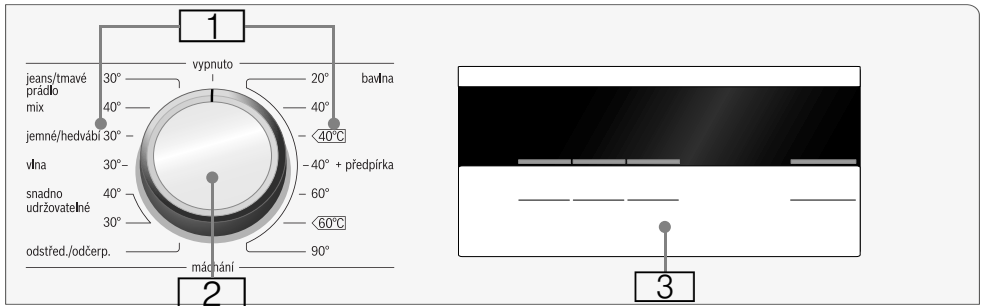 1
vypnuto
jeans/tmavé 30° 20° bavlna
prádlo
mix 40° 40°
jemné/hedvábí 30° 40°C
vlna 30° 40° + předpírka
snadno 40° 60°
udržovatelné
30° 60°C
odstřed./odčerp. 90°
máchání
2
3